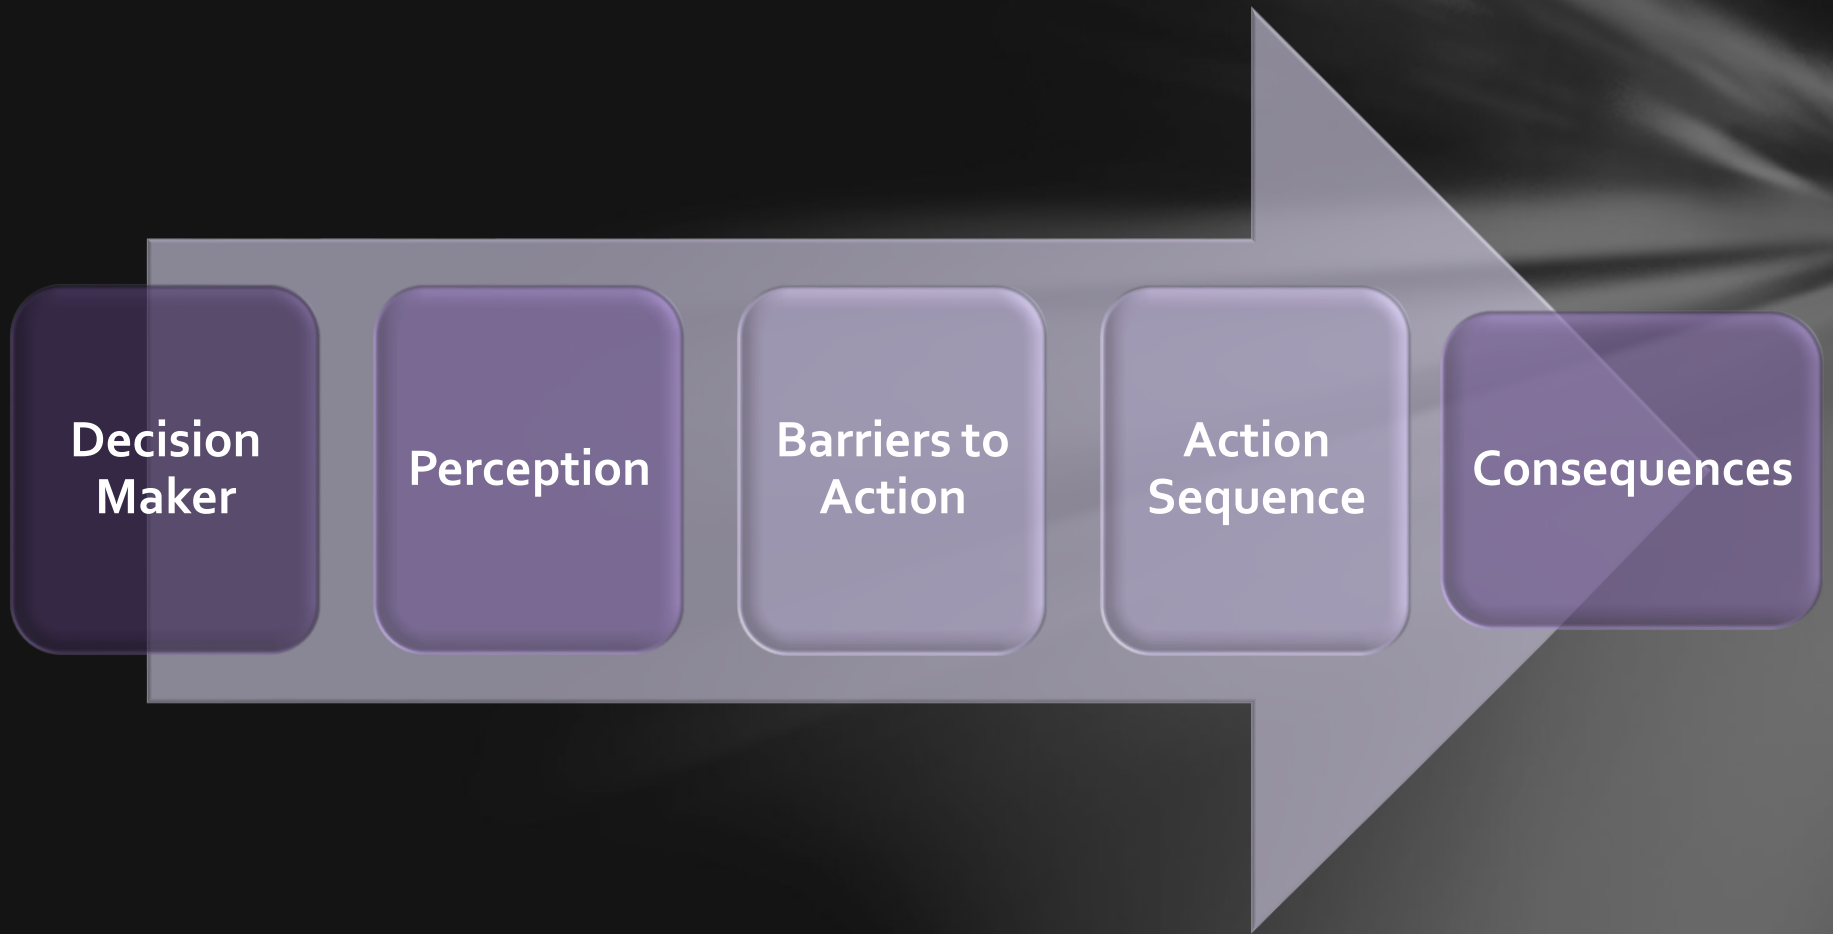 Decision
Maker
Perception
Barriers to
Action
Action
Sequence
Consequences